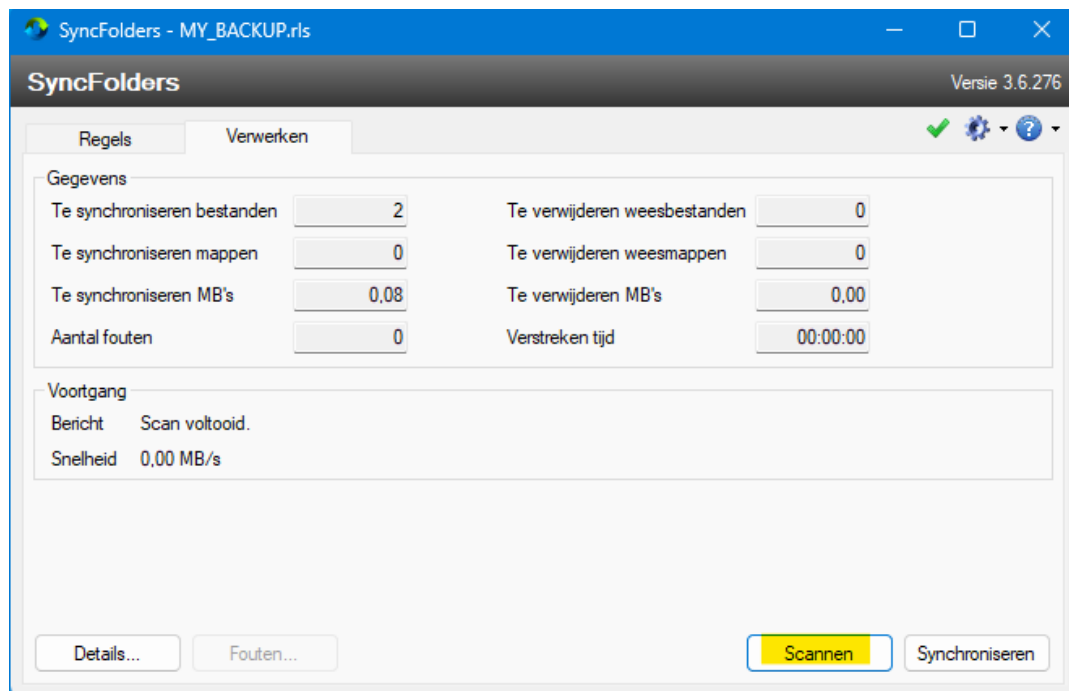 SyncFolders - MY_BACKUP.rls
SyncFolders
Versie 3.6.276
Regels
Verwerken
Gegevens
Te synchroniseren bestanden 2
Te verwijderen weesbestanden 0
Te synchroniseren mappen 0
Te verwijderen weesmappen 0
Te synchroniseren MB's 0,08
Te verwijderen MB's 0,00
Aantal fouten 0
Verstreken tijd 00:00:00
Voortgang
Bericht Scan voltooid.
Snelheid 0,00 MB/s
Details...
Fouten...
Scannen
Synchroniseren